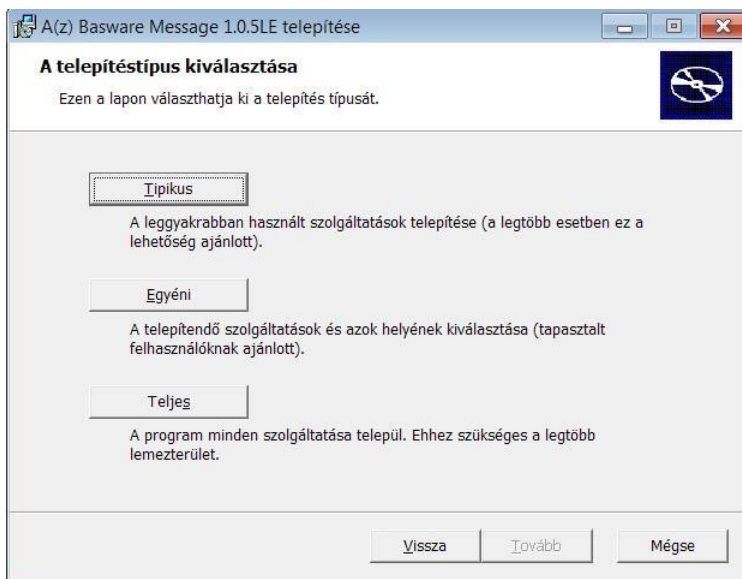 A(z) Basware Message 1.0.5LE telepítése
A telepítéstípus kiválasztása
Ezen a lapon választhatja ki a telepítés típusát.
Tipikus
A leggyakrabban használt szolgáltatások telepítése (a legtöbb esetben ez a
lehetőség ajánlott).
Egyéni
A telepítendő szolgáltatások és azok helyének kiválasztása (tapasztalt
felhasználóknak ajánlott).
Teljes
A program minden szolgáltatása települ. Ehhez szükséges a legtöbb
lemezterület.
Vissza
Tovább
Mégse